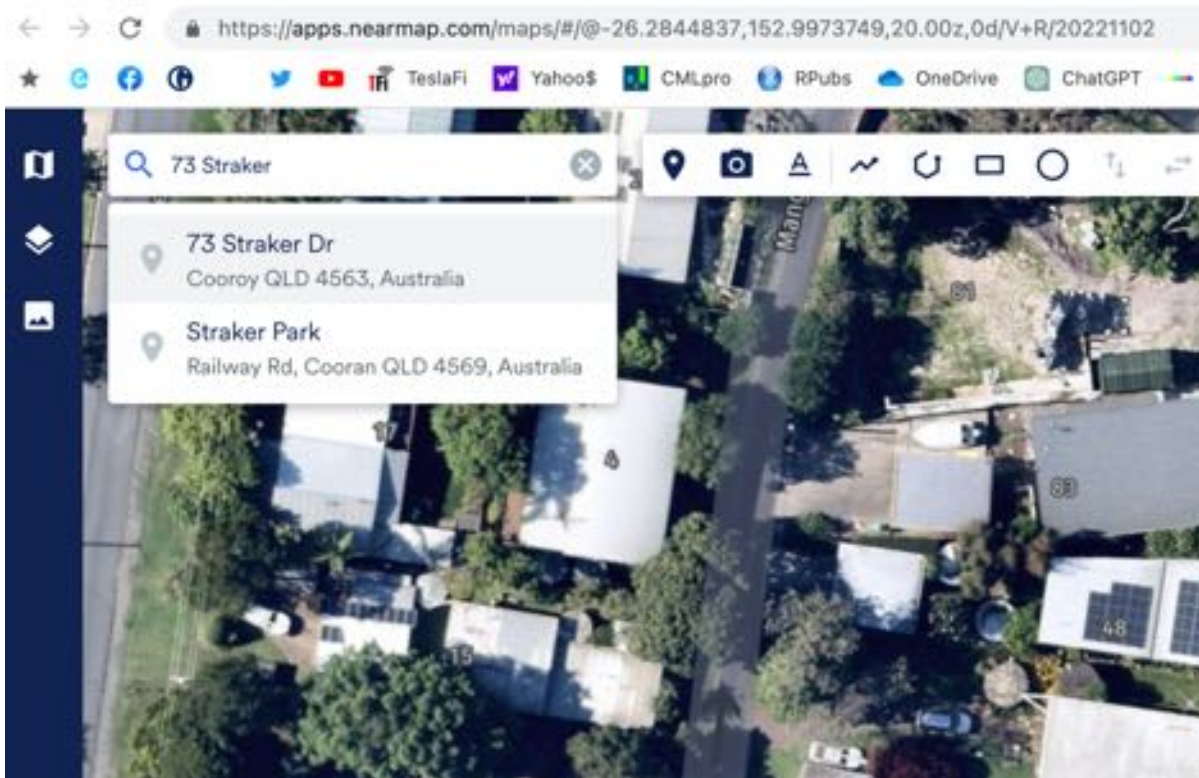 https://apps.nearmap.com/maps/#/@-26.2844837,152.9973749,20.00z,0d/V+R/20221102
TeslaFi Yahoo$ CMLpro RPubs OneDrive ChatGPT
73 Straker
A
73 Straker Dr
Cooroy QLD 4563, Australia
Straker Park
Railway Rd, Cooran QLD 4569, Australia
81
17
4
83
48
15